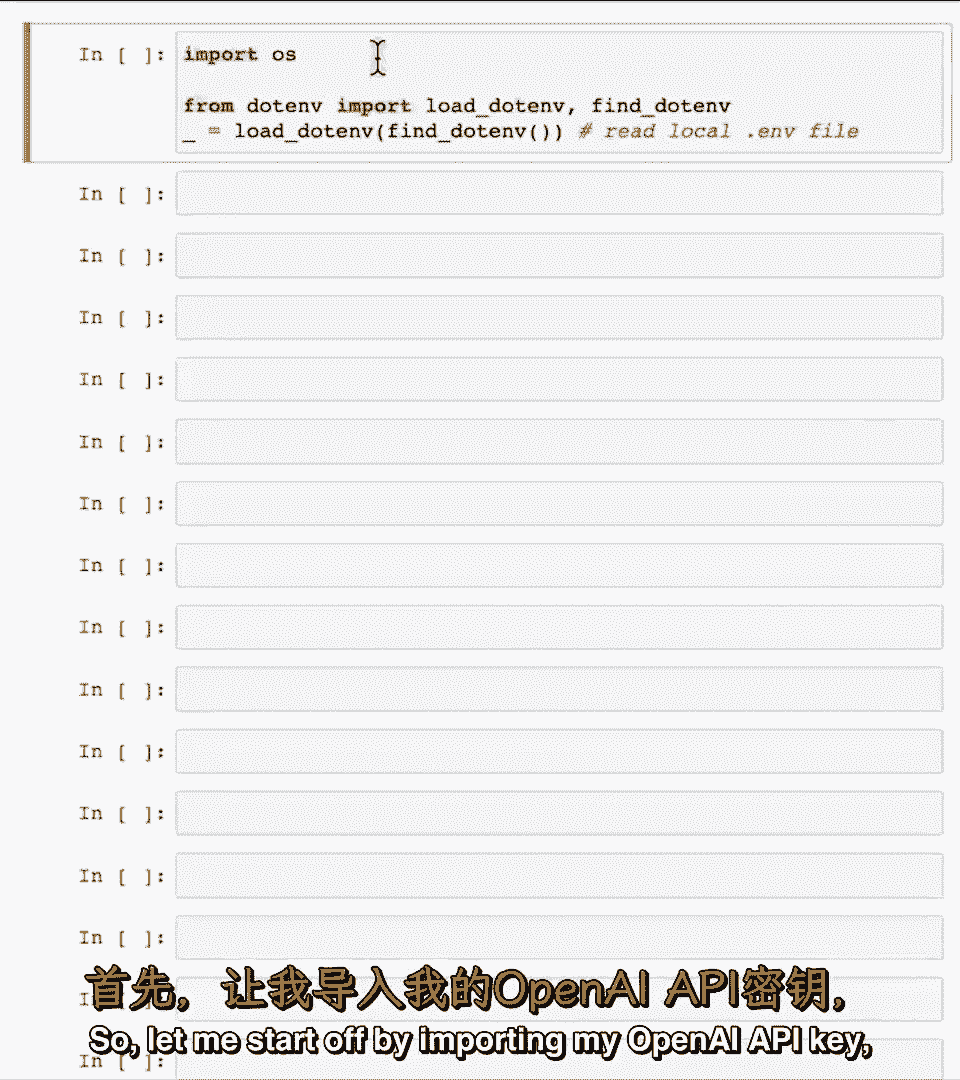 In [ ]: import os
from dotenv import load_dotenv, find_dotenv
_ = load_dotenv(find_dotenv()) # read local .env file
In [ ]:
In [ ]:
In [ ]:
In [ ]:
In [ ]:
In [ ]:
In [ ]:
In [ ]:
In [ ]:
In [ ]:
In [ ]:
In [ ]:
In [ ]:
首先，让我导入我的OpenAI API密钥，
So, let me start off by importing my OpenAI API key,
In [ ]: